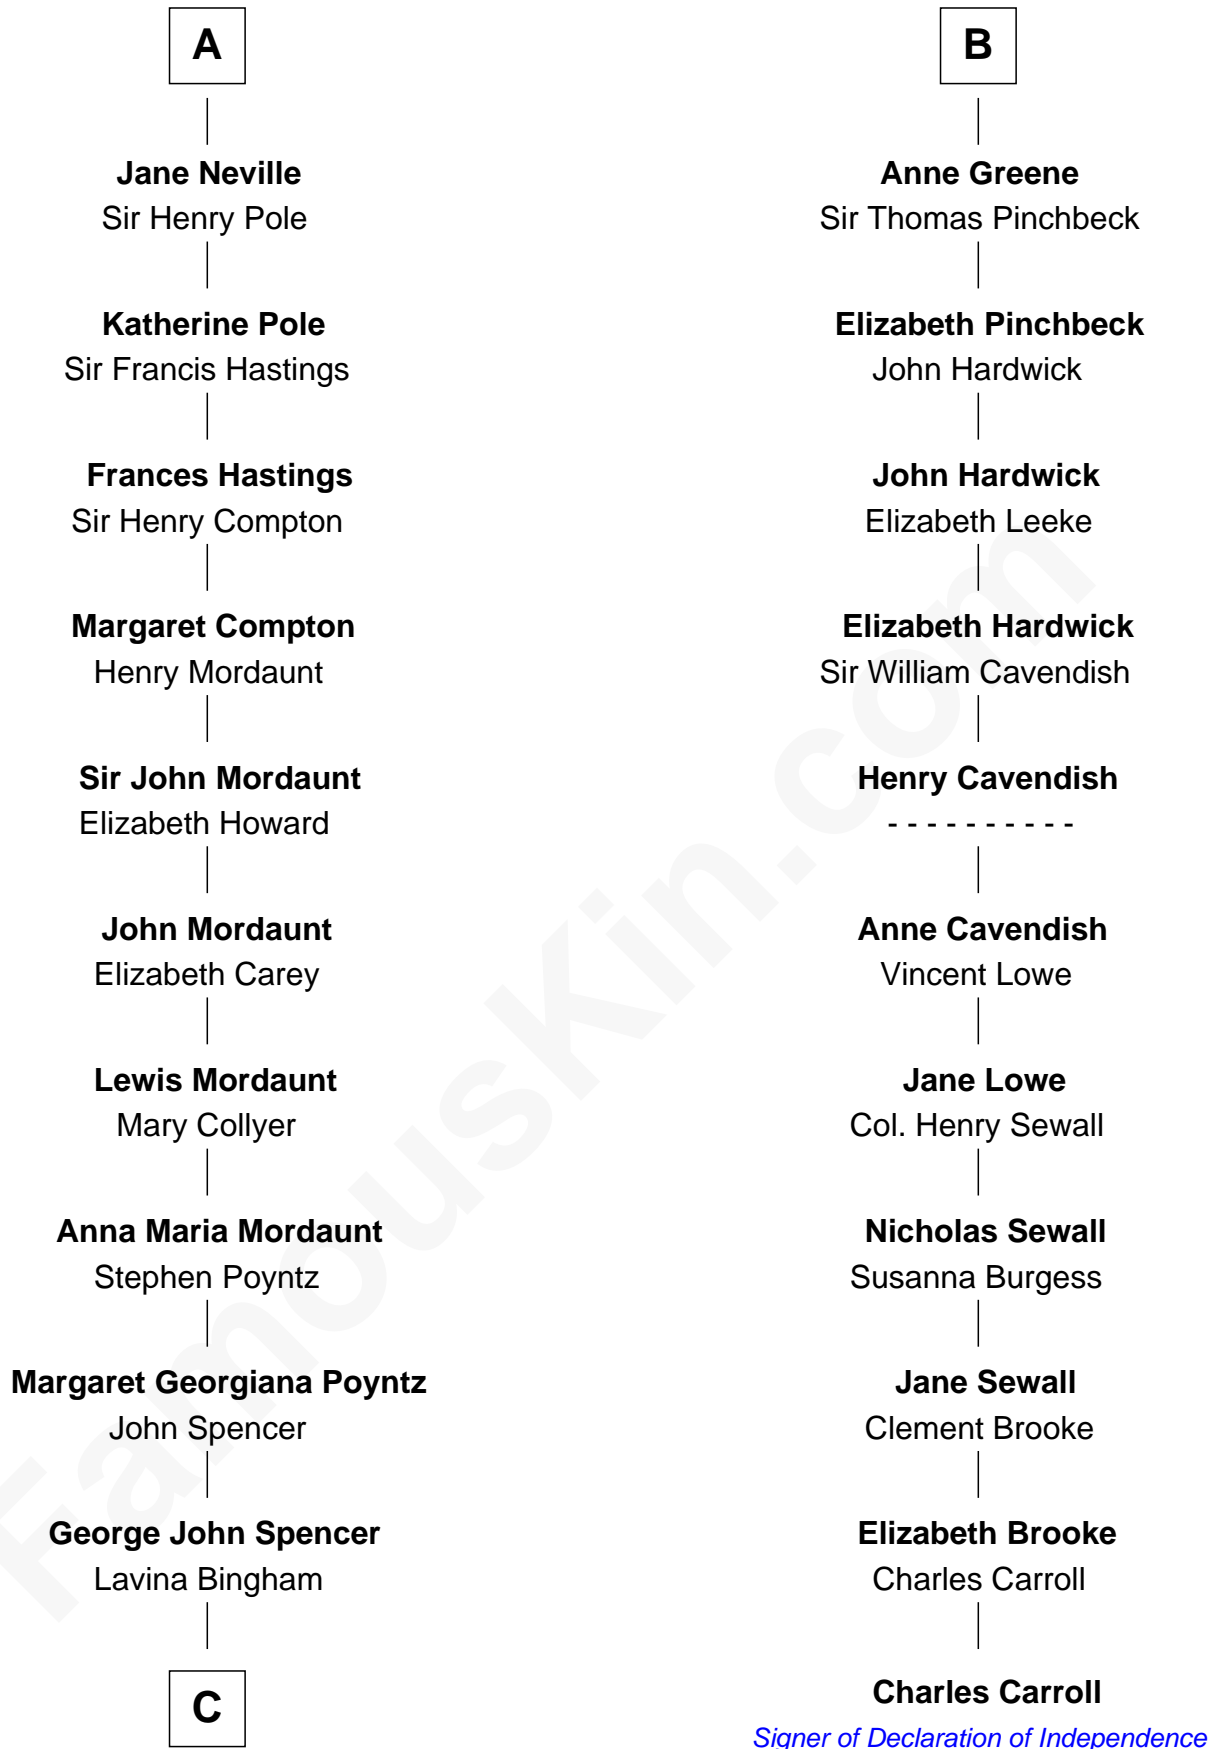 A
Jane Neville
Sir Henry Pole
Katherine Pole
Sir Francis Hastings
Frances Hastings
Sir Henry Compton
Margaret Compton
Henry Mordaunt
Sir John Mordaunt
Elizabeth Howard
John Mordaunt
Elizabeth Carey
Lewis Mordaunt
Mary Collyer
Anna Maria Mordaunt
Stephen Poyntz
Margaret Georgiana Poyntz
John Spencer
George John Spencer
Lavina Bingham
C
B
Anne Greene
Sir Thomas Pinchbeck
Elizabeth Pinchbeck
John Hardwick
John Hardwick
Elizabeth Leeke
Elizabeth Hardwick
Sir William Cavendish
Henry Cavendish
- - - - - - - - - -
Anne Cavendish
Vincent Lowe
Jane Lowe
Col. Henry Sewall
Nicholas Sewall
Susanna Burgess
Jane Sewall
Clement Brooke
Elizabeth Brooke
Charles Carroll
Charles Carroll
Signer of Declaration of Independence
FamousKin.com